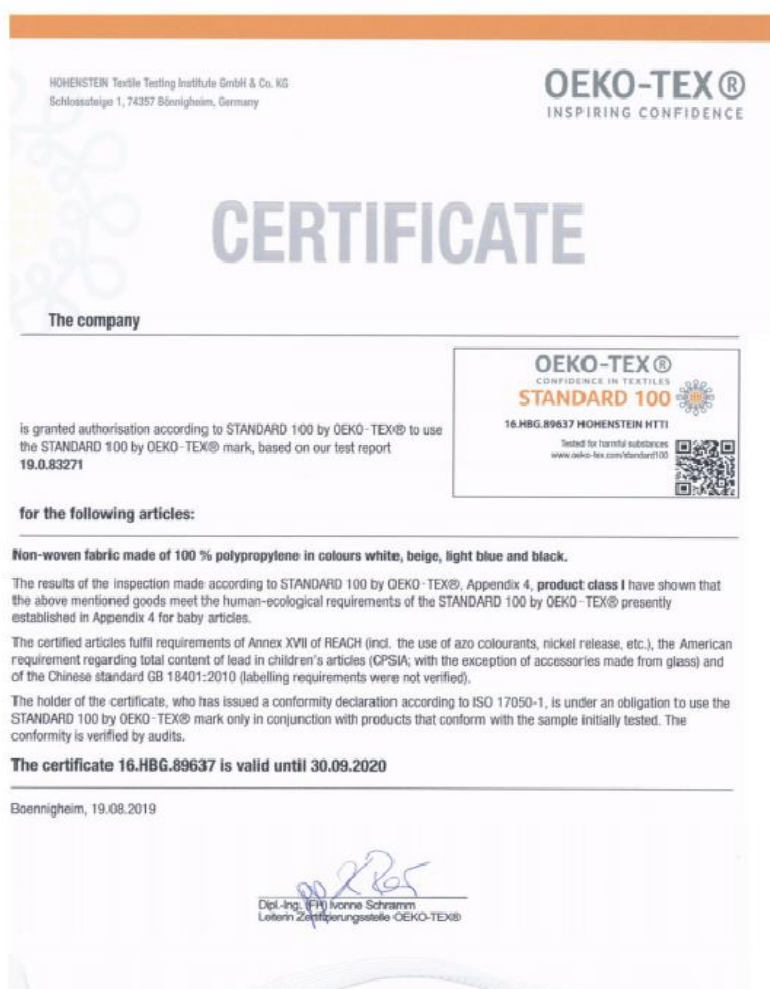 HOHENSTEIN Textile Testing Institute GmbH & Co. KG
Schlosssteige 1, 74357 Bönnigheim, Germany
OEKO-TEX®
INSPIRING CONFIDENCE
CERTIFICATE
The company
OEKO-TEX®
CONFIDENCE IN TEXTILES
STANDARD 100
16.HBG.89637 HOHENSTEIN HTTI
Tested for harmful substances
www.oeko-tex.com/standard100
is granted authorisation according to STANDARD 100 by OEKO-TEX® to use
the STANDARD 100 by OEKO-TEX® mark, based on our test report
19.0.83271
for the following articles:
Non-woven fabric made of 100 % polypropylene in colours white, beige, light blue and black.
The results of the inspection made according to STANDARD 100 by OEKO-TEX®, Appendix 4, product class I have shown that
the above mentioned goods meet the human-ecological requirements of the STANDARD 100 by OEKO-TEX® presently
established in Appendix 4 for baby articles.
The certified articles fulfil requirements of Annex XVII of REACH (incl. the use of azo colourants, nickel release, etc.), the American
requirement regarding total content of lead in children's articles (CPSIA; with the exception of accessories made from glass) and
of the Chinese standard GB 18401:2010 (labelling requirements were not verified).
The holder of the certificate, who has issued a conformity declaration according to ISO 17050-1, is under an obligation to use the
STANDARD 100 by OEKO-TEX® mark only in conjunction with products that conform with the sample initially tested. The
conformity is verified by audits.
The certificate 16.HBG.89637 is valid until 30.09.2020
Boennigheim, 19.08.2019
Dipl.-Ing. (FH) Ivonne Schramm
Leiterin Zertifizierungsstelle OEKO-TEX®